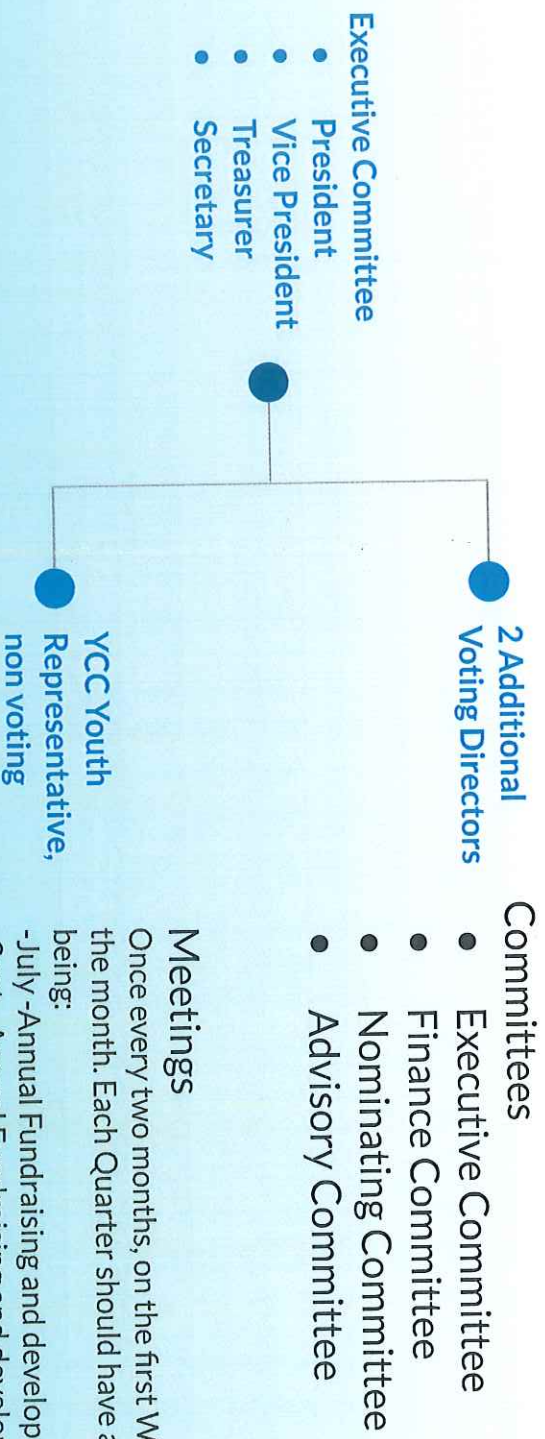 Executive Committee
● President
● Vice President
● Treasurer
● Secretary
2 Additional
Voting Directors
YCC Youth
Representative,
non voting
Committees
● Executive Committee
● Finance Committee
● Nominating Committee
● Advisory Committee
Meetings
Once every two months, on the first W
the month. Each Quarter should have a
being:
-July -Annual Fundraising and develop